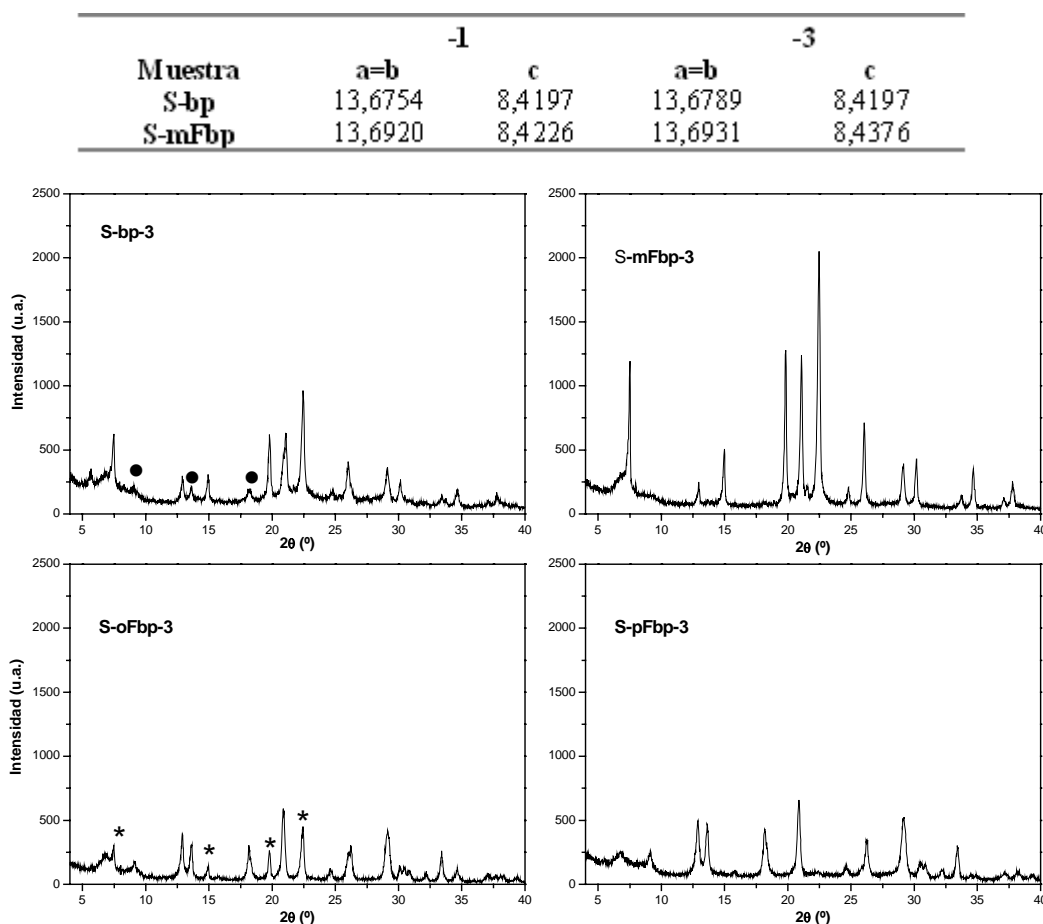 -1 -3
Muestra a=b c a=b c
S-bp 13,6754 8,4197 13,6789 8,4197
S-mFbp 13,6920 8,4226 13,6931 8,4376
2500
2000
1500
1000
500
0
Intensidad (u.a.)
S-bp-3
5 10 15 20 25 30 35 40
2θ (º)
2500
2000
1500
1000
500
0
S-mFbp-3
5 10 15 20 25 30 35 40
2θ (º)
2500
2000
1500
1000
500
0
Intensidad (u.a.)
S-oFbp-3
* * * *
5 10 15 20 25 30 35 40
2θ (º)
2500
2000
1500
1000
500
0
S-pFbp-3
5 10 15 20 25 30 35 40
2θ (º)